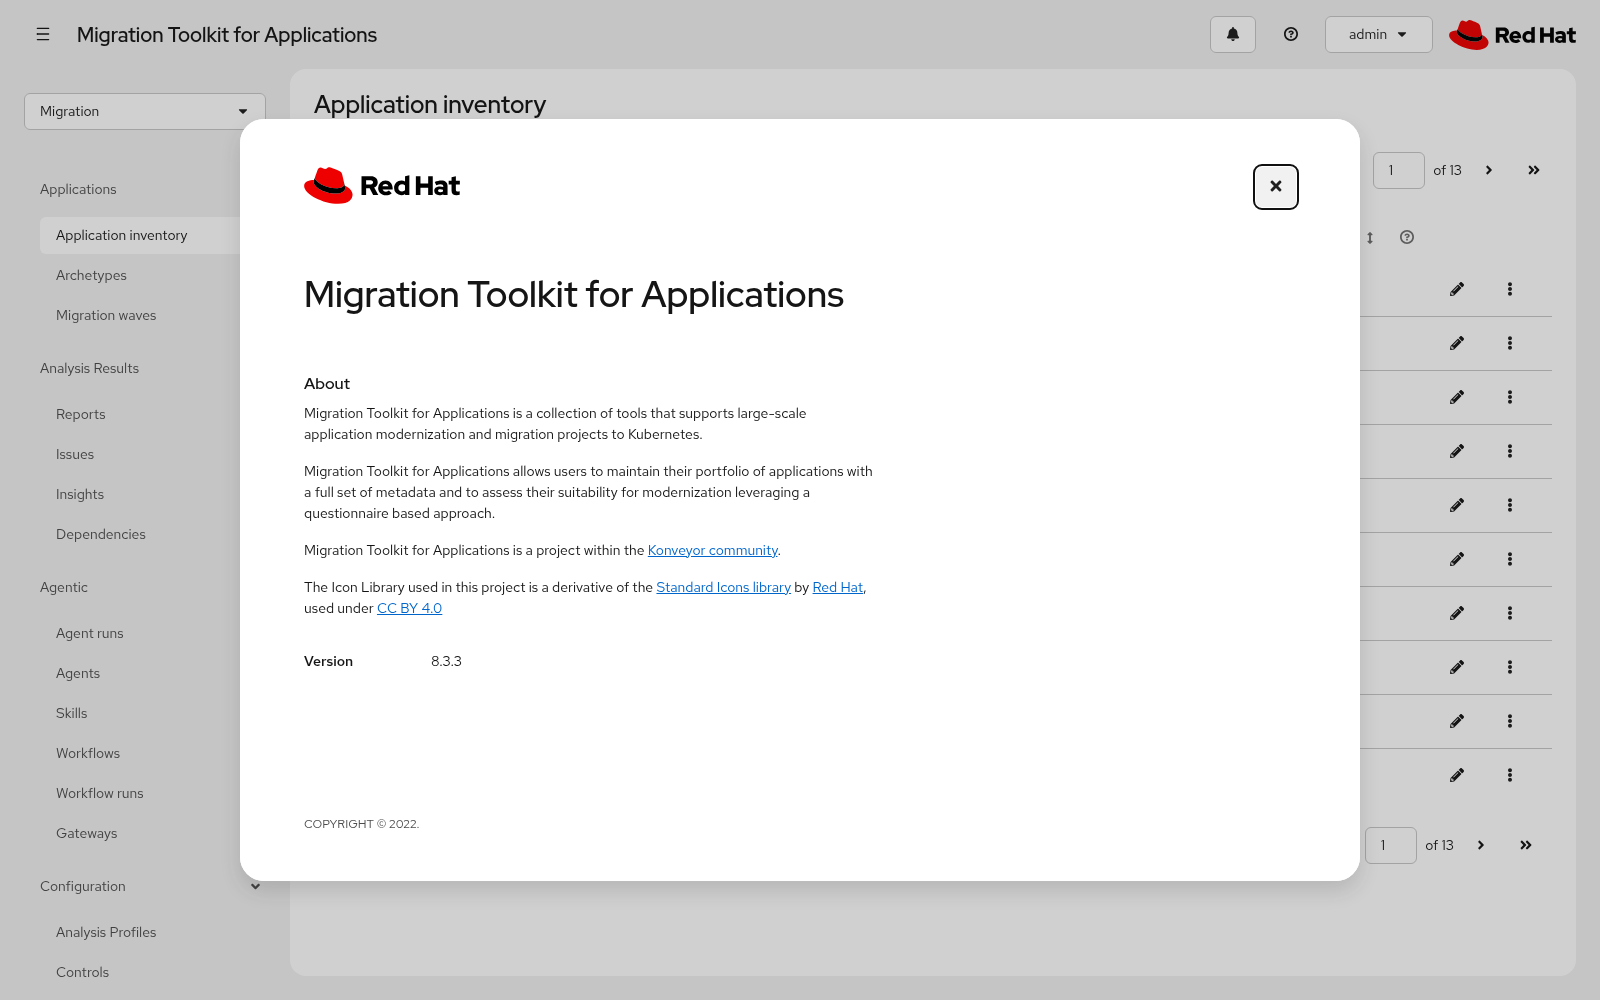 Migration Toolkit for Applications
admin
Red Hat
Migration
Application inventory
Applications
Application inventory
Archetypes
Migration waves
Analysis Results
Reports
Issues
Insights
Dependencies
Agentic
Agent runs
Agents
Skills
Workflows
Workflow runs
Gateways
Configuration
Analysis Profiles
Controls
1 of 13
Red Hat
Migration Toolkit for Applications
About
Migration Toolkit for Applications is a collection of tools that supports large-scale
application modernization and migration projects to Kubernetes.
Migration Toolkit for Applications allows users to maintain their portfolio of applications with
a full set of metadata and to assess their suitability for modernization leveraging a
questionnaire based approach.
Migration Toolkit for Applications is a project within the Konveyor community.
The Icon Library used in this project is a derivative of the Standard Icons library by Red Hat,
used under CC BY 4.0
Version 8.3.3
COPYRIGHT © 2022.
1 of 13